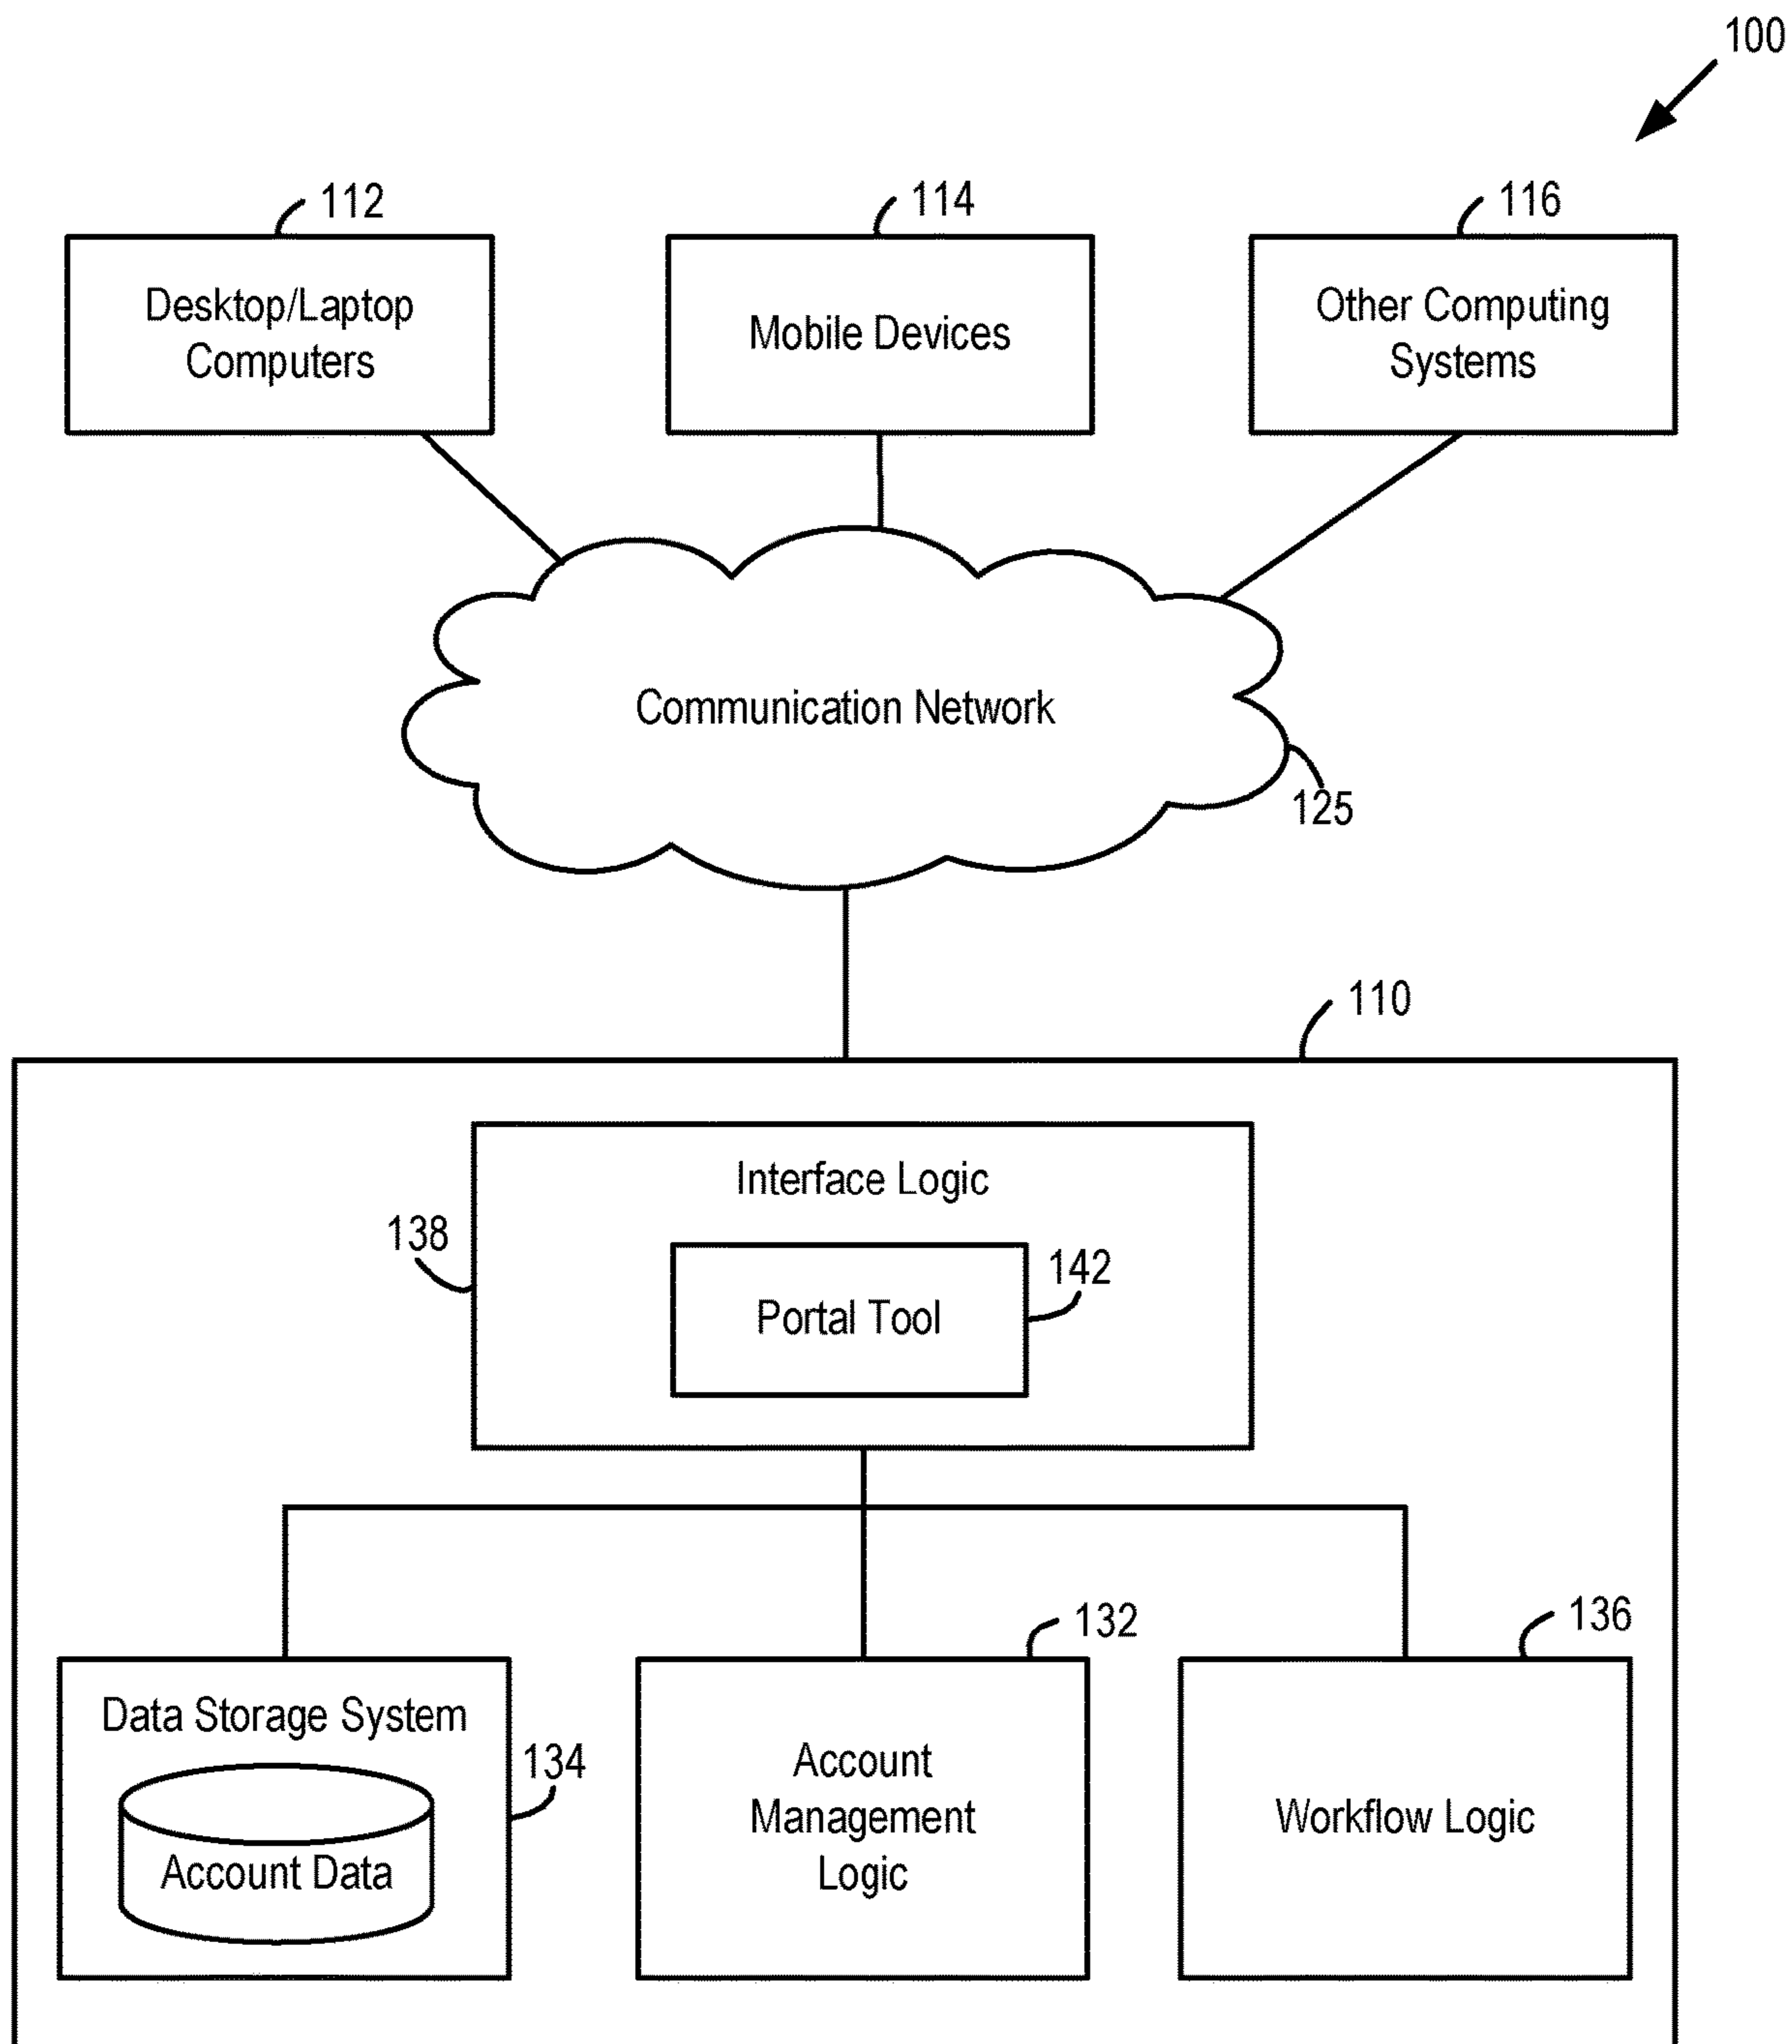 100
112
114
116
Desktop/Laptop
Computers
Mobile Devices
Other Computing
Systems
Communication Network
125
110
Interface Logic
138
142
Portal Tool
132
136
Data Storage System
134
Account Data
Account
Management
Logic
Workflow Logic